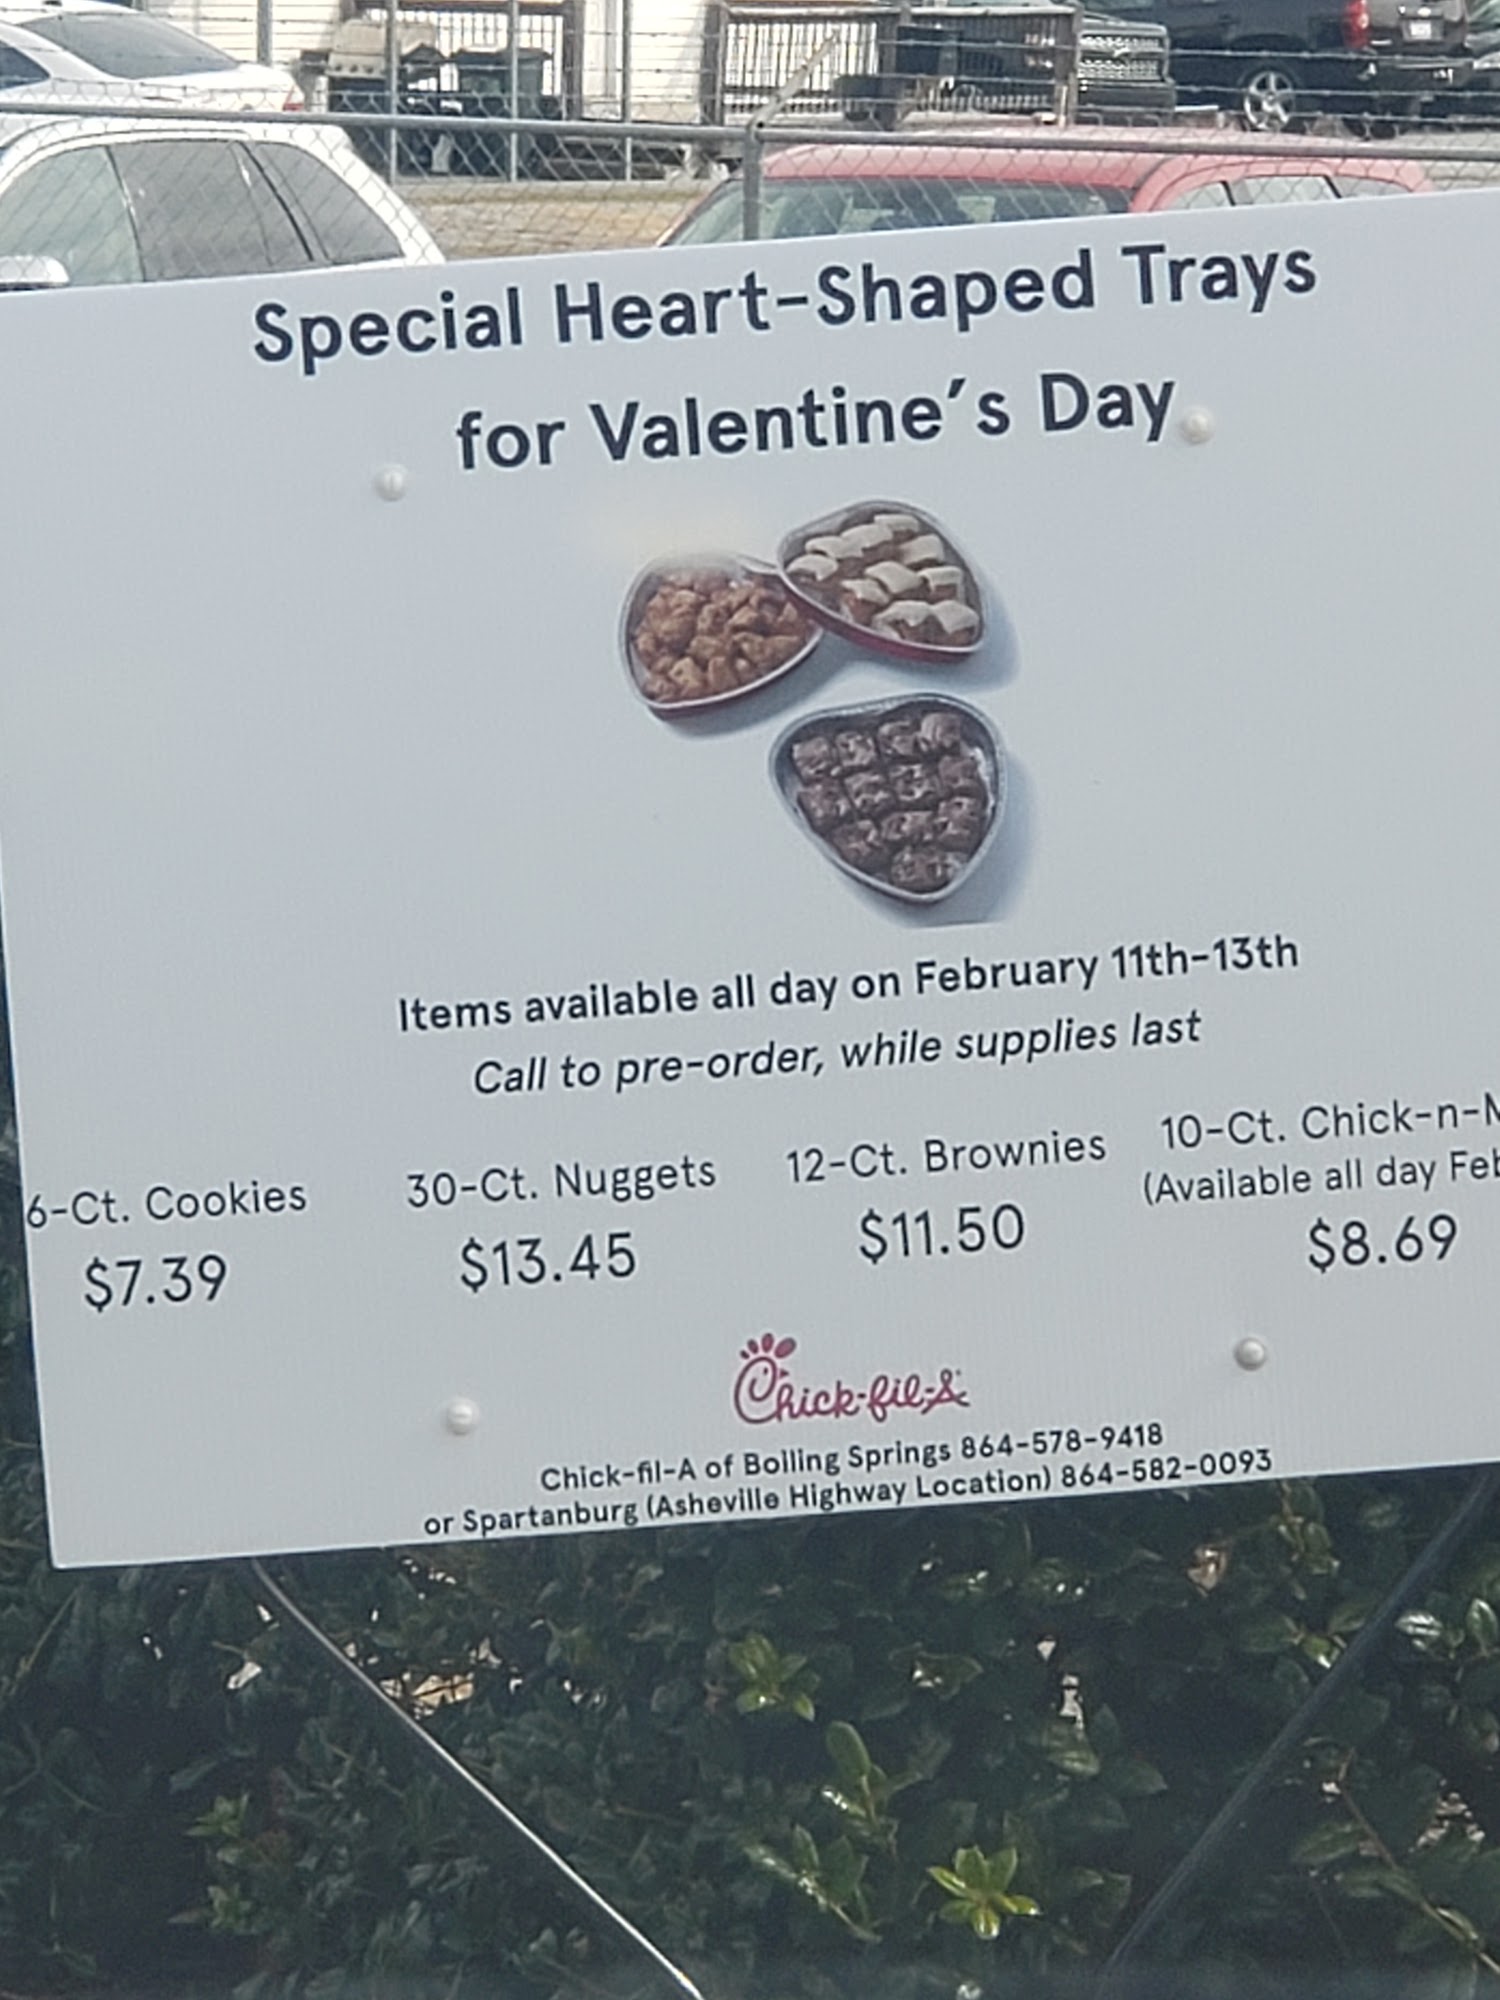 Special Heart-Shaped Trays
for Valentine's Day
Items available all day on February 11th-13th
Call to pre-order, while supplies last
6-Ct. Cookies
$7.39
30-Ct. Nuggets
$13.45
12-Ct. Brownies
$11.50
10-Ct. Chick-n-M
(Available all day Feb
$8.69
Chick-fil-A
Chick-fil-A of Boiling Springs 864-578-9418
or Spartanburg (Asheville Highway Location) 864-582-0093